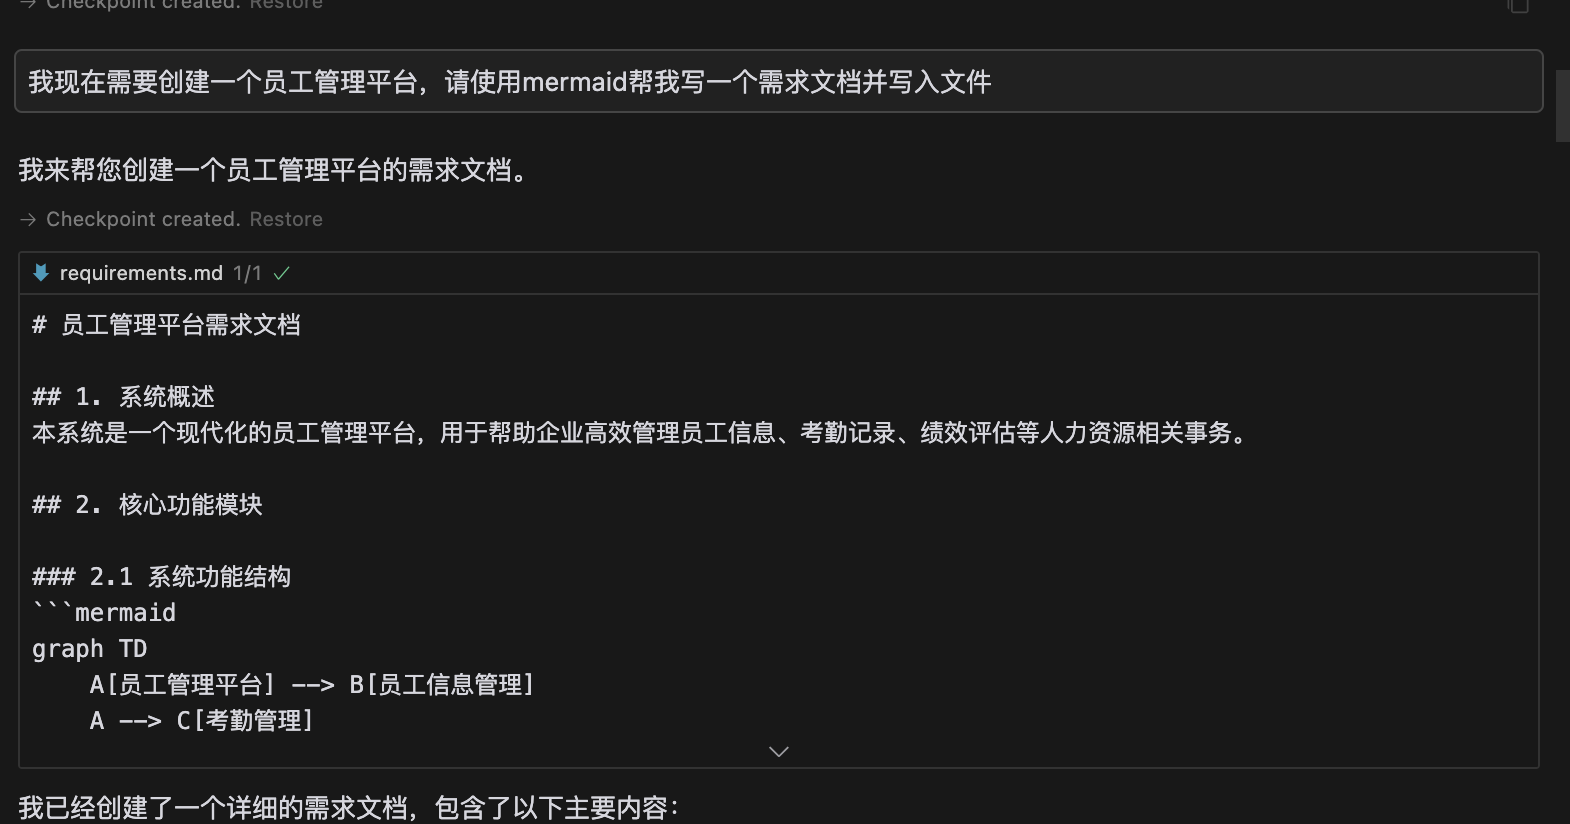 → Checkpoint created. Restore
我现在需要创建一个员工管理平台，请使用mermaid帮我写一个需求文档并写入文件
我来帮您创建一个员工管理平台的需求文档。
→ Checkpoint created. Restore
requirements.md 1/1 ✓
# 员工管理平台需求文档
## 1. 系统概述
本系统是一个现代化的员工管理平台，用于帮助企业高效管理员工信息、考勤记录、绩效评估等人力资源相关事务。
## 2. 核心功能模块
### 2.1 系统功能结构
```mermaid
graph TD
    A[员工管理平台] --> B[员工信息管理]
    A --> C[考勤管理]
我已经创建了一个详细的需求文档，包含了以下主要内容：